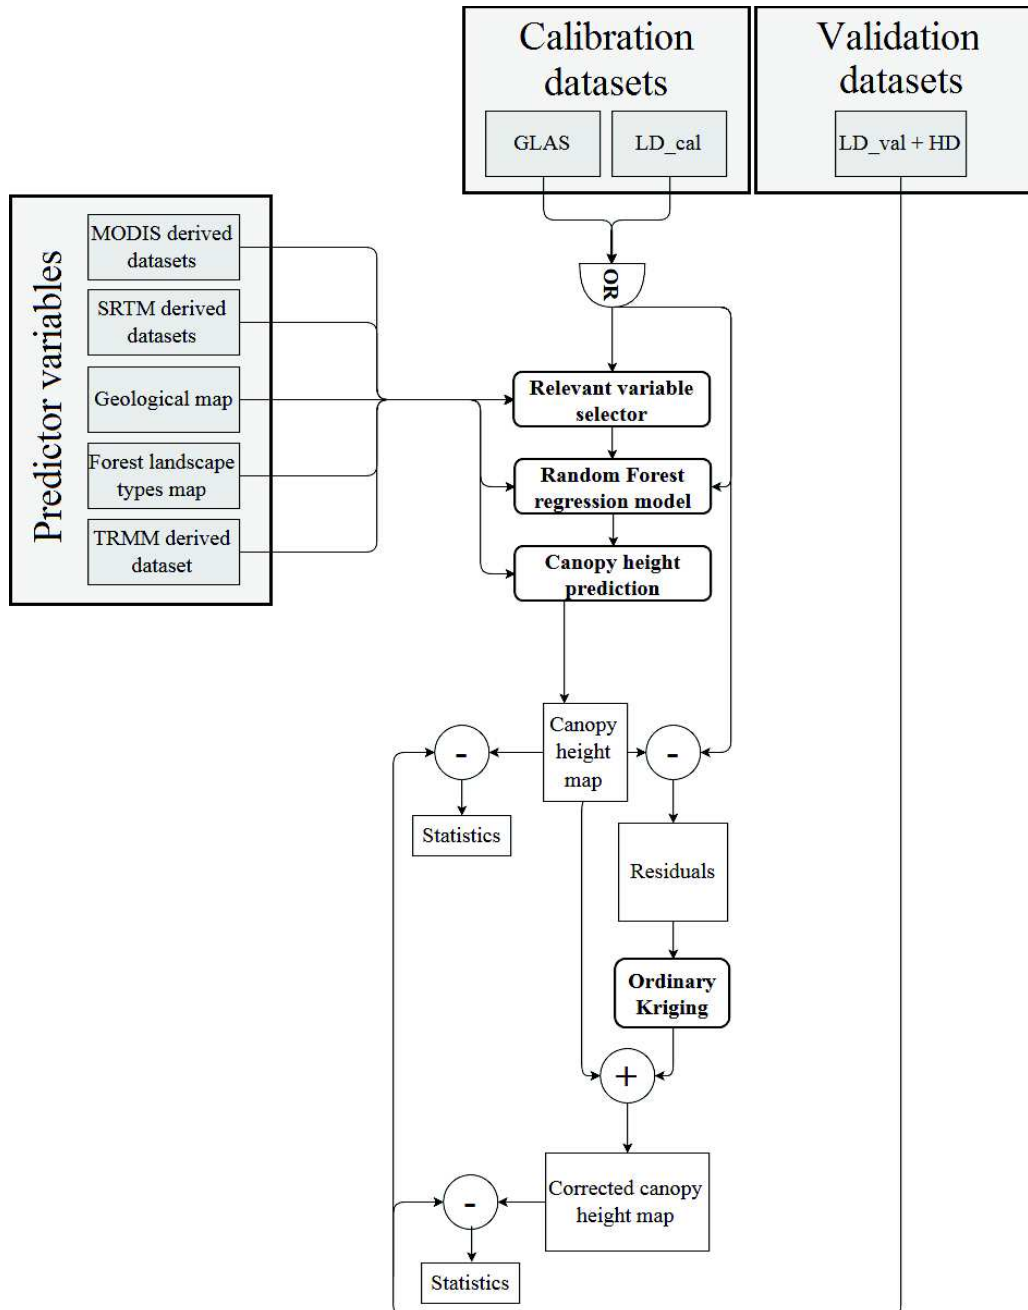 Calibration
datasets
GLAS
LD_cal
Validation
datasets
LD_val + HD
Predictor variables
MODIS derived
datasets
SRTM derived
datasets
Geological map
Forest landscape
types map
TRMM derived
dataset
OR
Relevant variable
selector
Random Forest
regression model
Canopy height
prediction
Canopy
height
map
-
-
Statistics
Residuals
Ordinary
Kriging
+
Corrected canopy
height map
-
Statistics